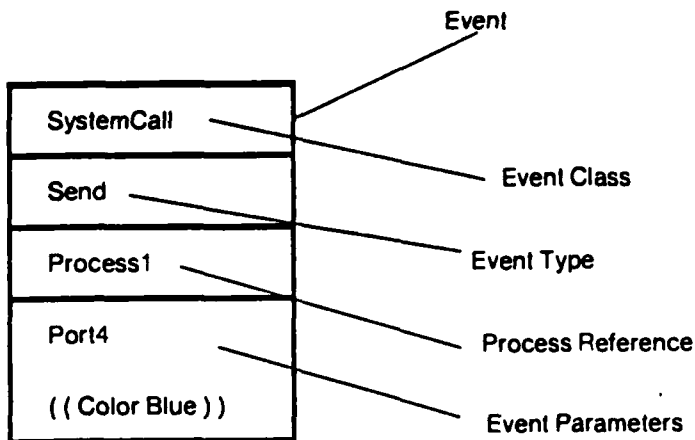 Event
SystemCall
Event Class
Send
Event Type
Process1
Process Reference
Port4
( ( Color Blue ) )
Event Parameters